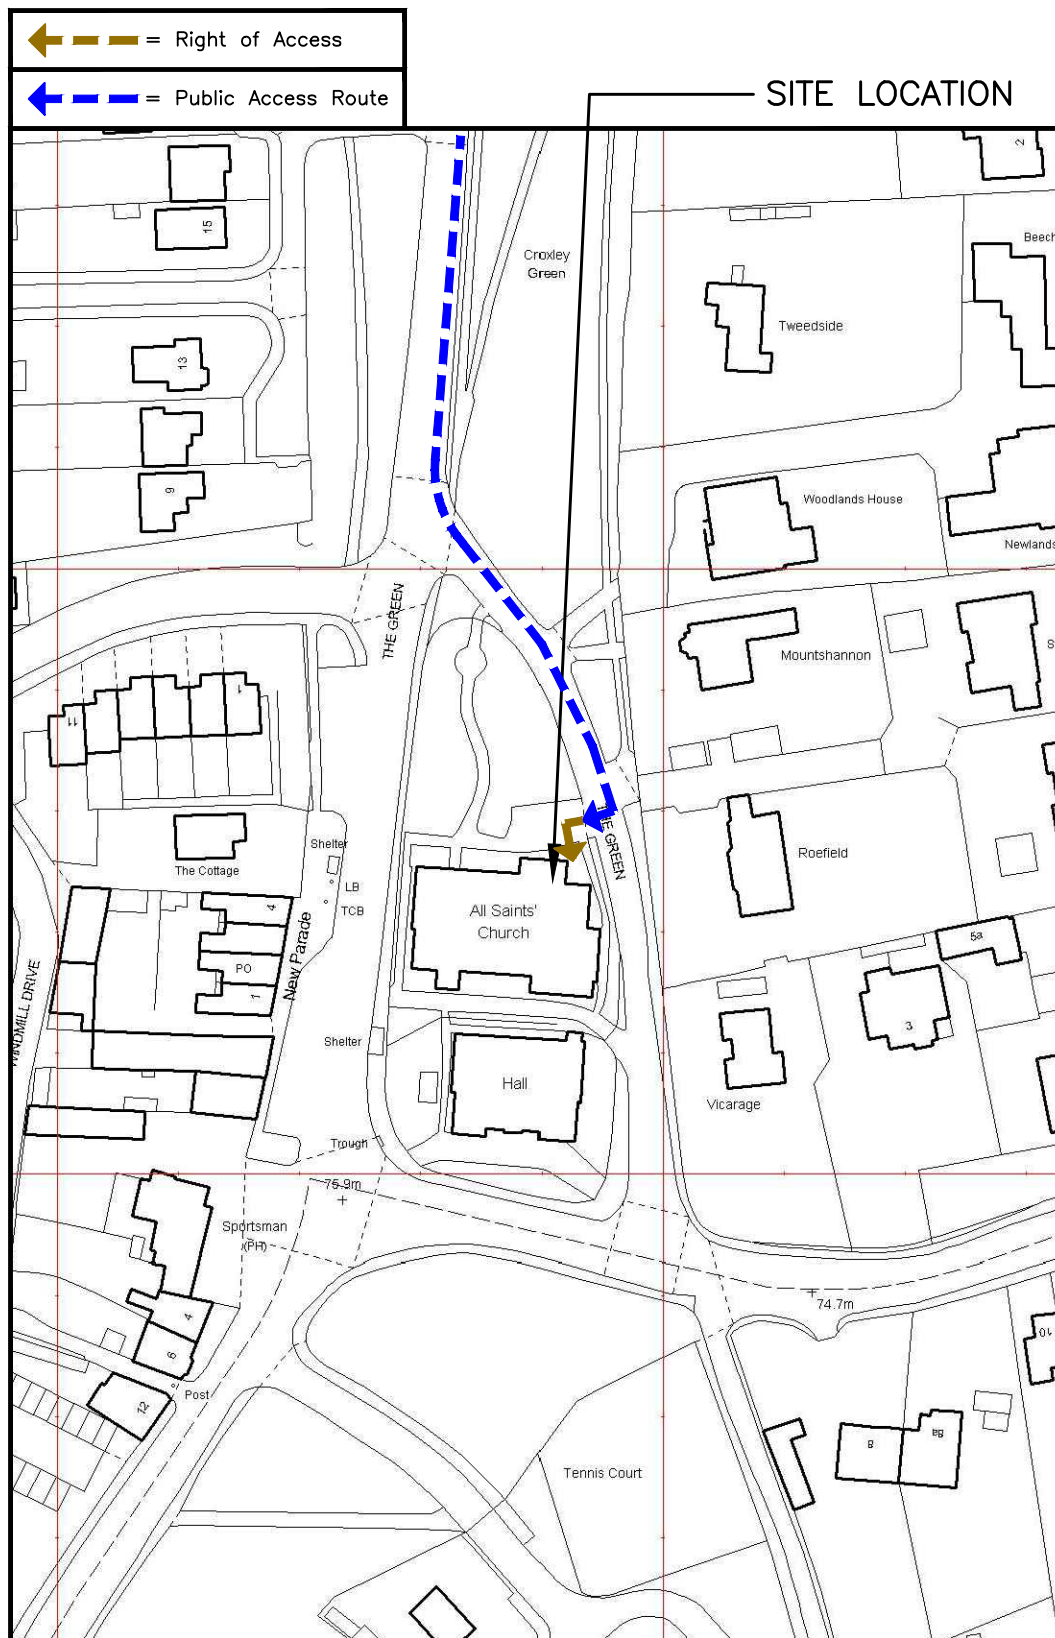 = Right of Access
= Public Access Route
SITE LOCATION
2
15
Croxley
Green
Beech
Tweedside
13
9
Woodlands House
Newlands
THE GREEN
Mountshannon
S
1
11
Shelter
THE GREEN
Roefield
The Cottage
LB
TCB
4
All Saints'
Church
New Parade
PO
1
5a
WINDMILL DRIVE
3
Shelter
Hall
Vicarage
Trough
75.9m
Sportsman
(PH)
74.7m
4
6
10
Post
12
8
8a
Tennis Court